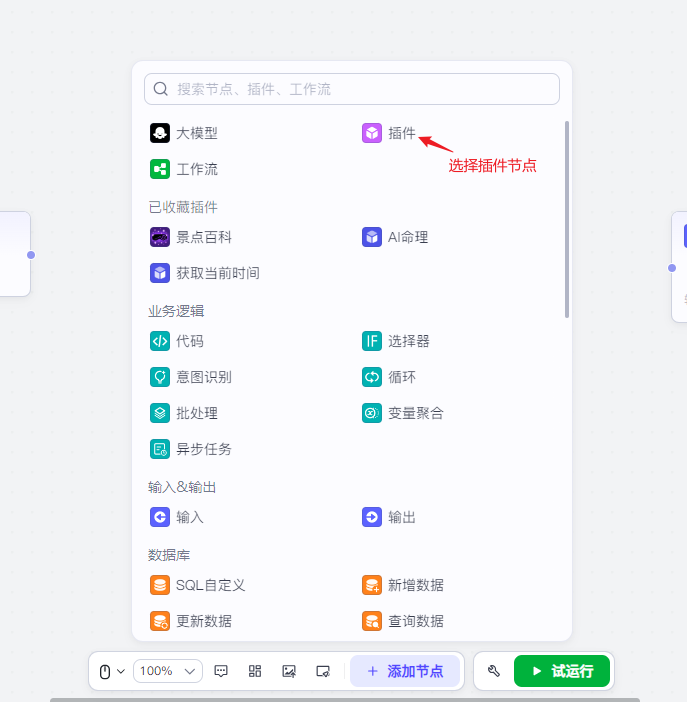 搜索节点、插件、工作流
大模型
插件
选择插件节点
工作流
已收藏插件
景点百科
AI命理
获取当前时间
业务逻辑
代码
IF
选择器
意图识别
循环
批处理
变量聚合
异步任务
输入&输出
输入
输出
数据库
SQL自定义
新增数据
更新数据
查询数据
100%
添加节点
试运行